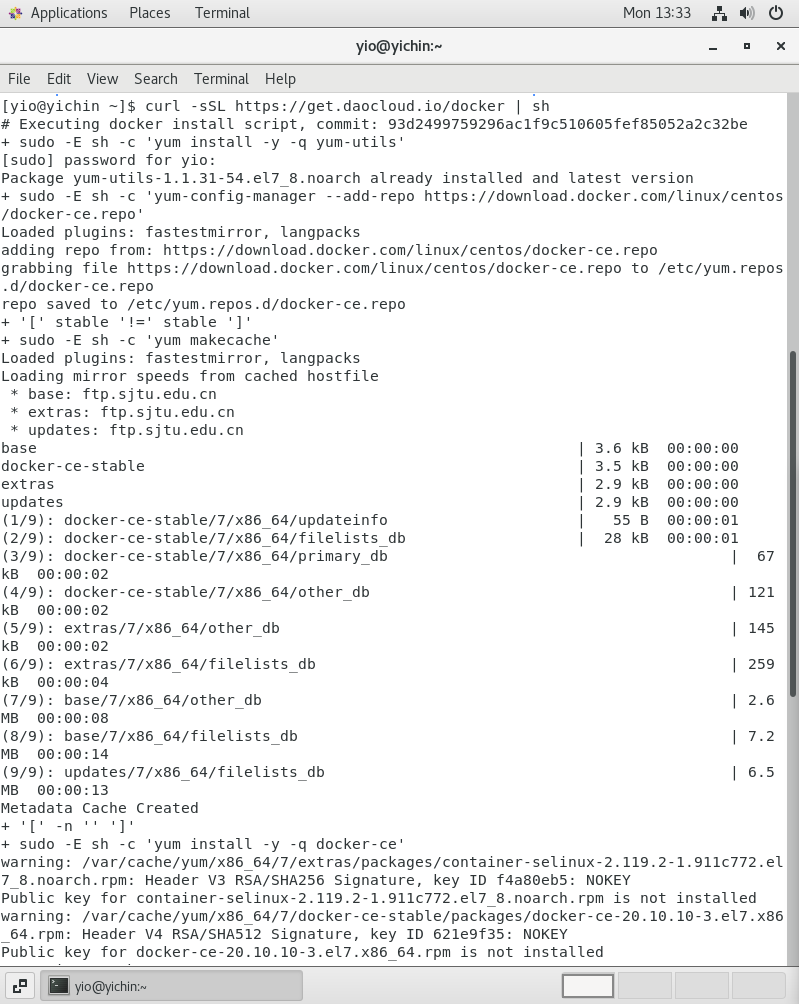 Applications Places Terminal Mon 13:33
yio@yichin:~
File Edit View Search Terminal Help
[yio@yichin ~]$ curl -sSL https://get.daocloud.io/docker | sh
# Executing docker install script, commit: 93d2499759296ac1f9c510605fef85052a2c32be
+ sudo -E sh -c 'yum install -y -q yum-utils'
[sudo] password for yio:
Package yum-utils-1.1.31-54.el7_8.noarch already installed and latest version
+ sudo -E sh -c 'yum-config-manager --add-repo https://download.docker.com/linux/centos
/docker-ce.repo'
Loaded plugins: fastestmirror, langpacks
adding repo from: https://download.docker.com/linux/centos/docker-ce.repo
grabbing file https://download.docker.com/linux/centos/docker-ce.repo to /etc/yum.repos
.d/docker-ce.repo
repo saved to /etc/yum.repos.d/docker-ce.repo
+ '[' stable '!=' stable ']'
+ sudo -E sh -c 'yum makecache'
Loaded plugins: fastestmirror, langpacks
Loading mirror speeds from cached hostfile
 * base: ftp.sjtu.edu.cn
 * extras: ftp.sjtu.edu.cn
 * updates: ftp.sjtu.edu.cn
base | 3.6 kB 00:00:00
docker-ce-stable | 3.5 kB 00:00:00
extras | 2.9 kB 00:00:00
updates | 2.9 kB 00:00:00
(1/9): docker-ce-stable/7/x86_64/updateinfo | 55 B 00:00:01
(2/9): docker-ce-stable/7/x86_64/filelists_db | 28 kB 00:00:01
(3/9): docker-ce-stable/7/x86_64/primary_db | 67
kB 00:00:02
(4/9): docker-ce-stable/7/x86_64/other_db | 121
kB 00:00:02
(5/9): extras/7/x86_64/other_db | 145
kB 00:00:02
(6/9): extras/7/x86_64/filelists_db | 259
kB 00:00:04
(7/9): base/7/x86_64/other_db | 2.6
MB 00:00:08
(8/9): base/7/x86_64/filelists_db | 7.2
MB 00:00:14
(9/9): updates/7/x86_64/filelists_db | 6.5
MB 00:00:13
Metadata Cache Created
+ '[' -n '' ']'
+ sudo -E sh -c 'yum install -y -q docker-ce'
warning: /var/cache/yum/x86_64/7/extras/packages/container-selinux-2.119.2-1.911c772.el
7_8.noarch.rpm: Header V3 RSA/SHA256 Signature, key ID f4a80eb5: NOKEY
Public key for container-selinux-2.119.2-1.911c772.el7_8.noarch.rpm is not installed
warning: /var/cache/yum/x86_64/7/docker-ce-stable/packages/docker-ce-20.10.10-3.el7.x86
_64.rpm: Header V4 RSA/SHA512 Signature, key ID 621e9f35: NOKEY
Public key for docker-ce-20.10.10-3.el7.x86_64.rpm is not installed
yio@yichin:~